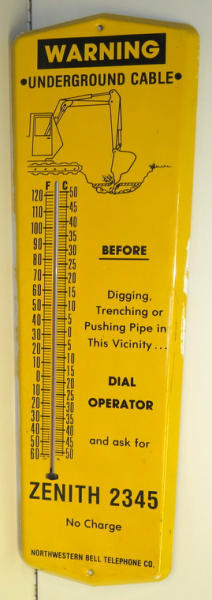 WARNING
•UNDERGROUND CABLE•
F C
120 50
110 45
100 40
90 35
80 30
70 25
60 20
50 15
40 10
30 5
20 0
10 5
0 10
10 15
20 20
30 25
40 30
50 35
60 50
BEFORE
Digging,
Trenching or
Pushing Pipe in
This Vicinity...
DIAL
OPERATOR
and ask for
ZENITH 2345
No Charge
NORTHWESTERN BELL TELEPHONE CO.